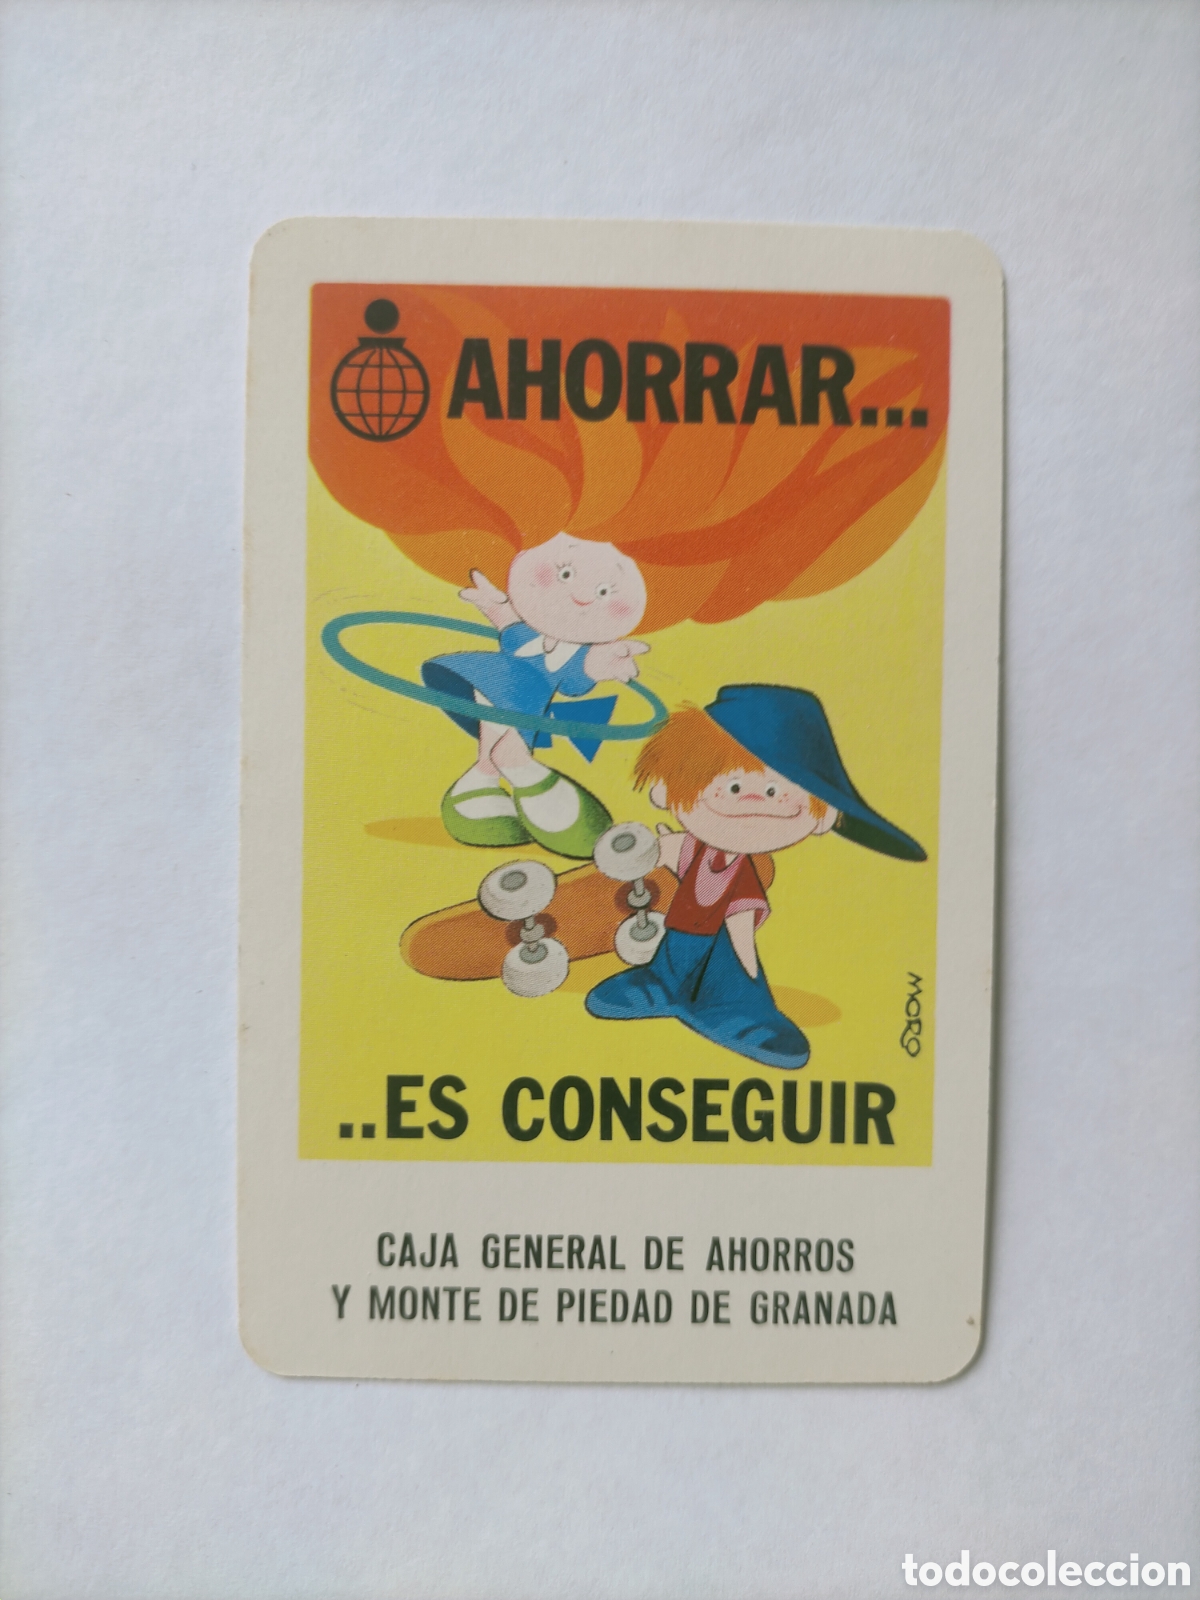 AHORRAR...
MORO
..ES CONSEGUIR
CAJA GENERAL DE AHORROS
Y MONTE DE PIEDAD DE GRANADA
todocoleccion